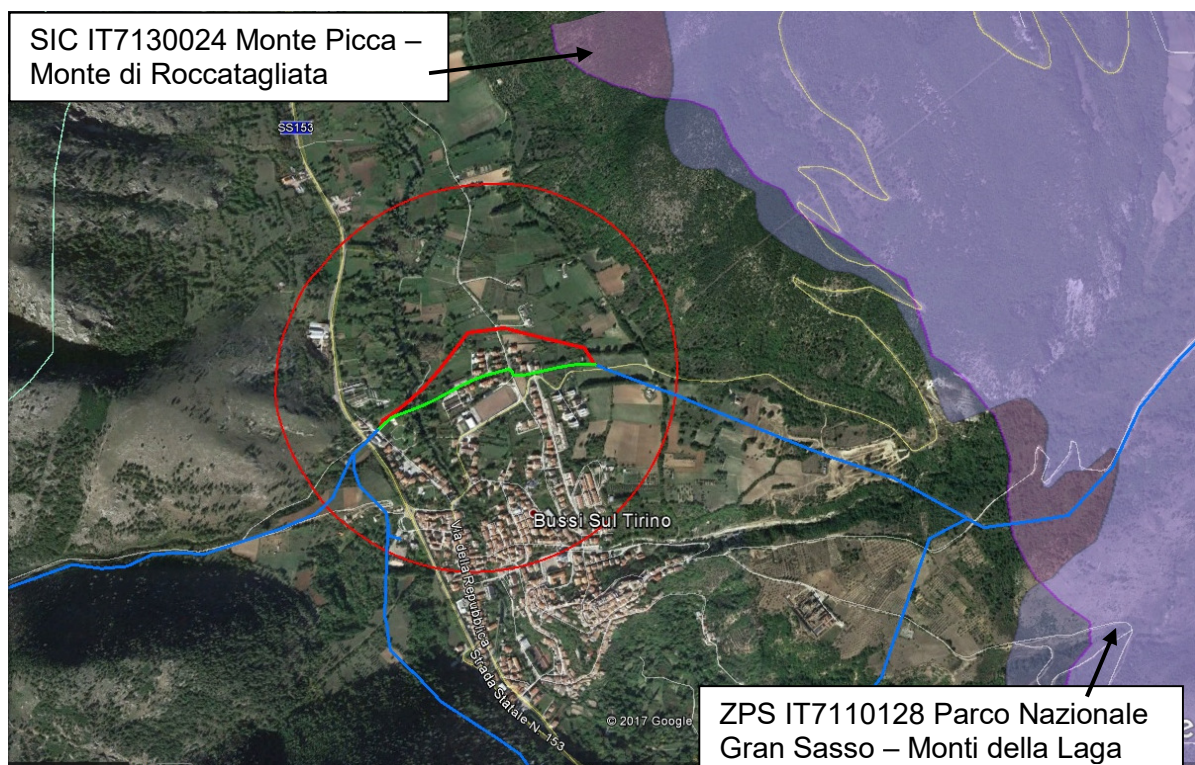 SIC IT7130024 Monte Picca –
Monte di Roccatagliata
SS153
Bussi Sul Tirino
Via della Repubblica
Strada Statale N. 153
© 2017 Google
ZPS IT7110128 Parco Nazionale
Gran Sasso – Monti della Laga
e